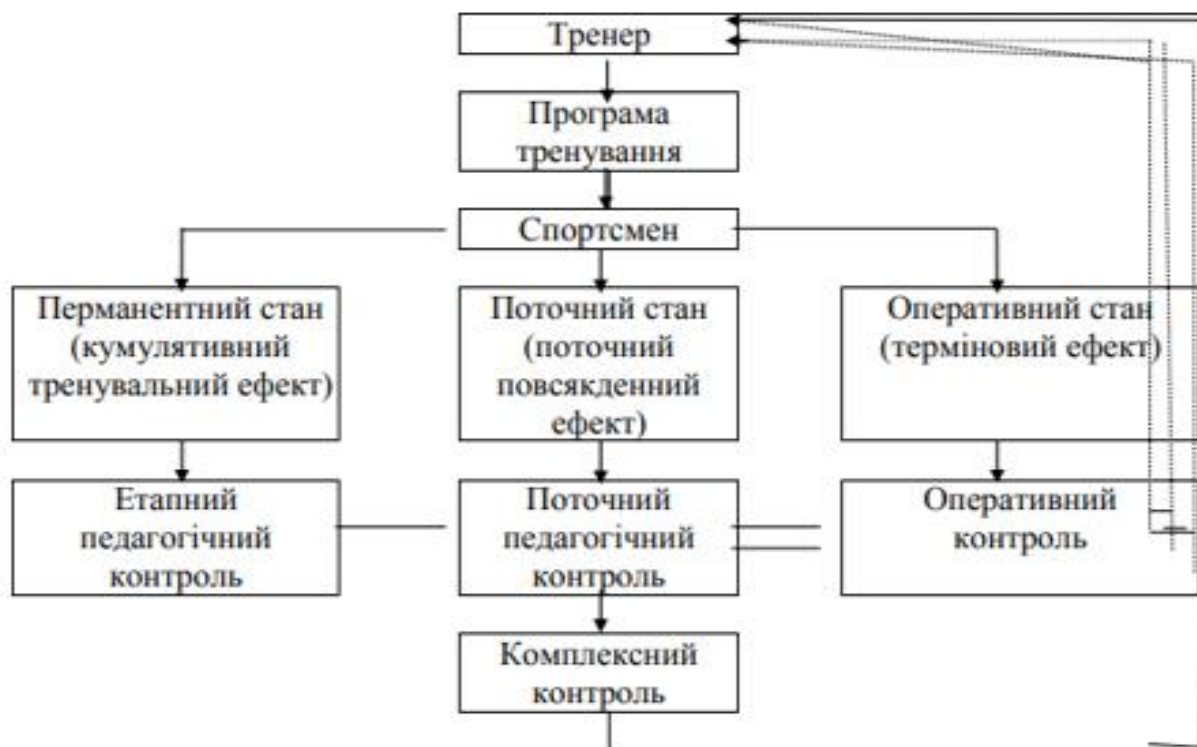 Тренер
Програма
тренування
Спортсмен
Перманентний стан
(кумулятивний
тренувальний ефект)
Поточний стан
(поточний
повсякденний
ефект)
Оперативний стан
(терміновий ефект)
Етапний
педагогічний
контроль
Поточний
педагогічний
контроль
Оперативний
контроль
Комплексний
контроль